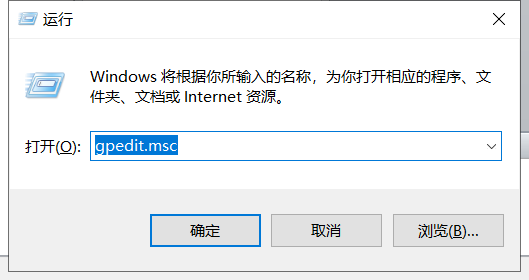 运行
Windows 将根据你所输入的名称，为你打开相应的程序、文
件夹、文档或 Internet 资源。
打开(O): gpedit.msc
确定 取消 浏览(B)...